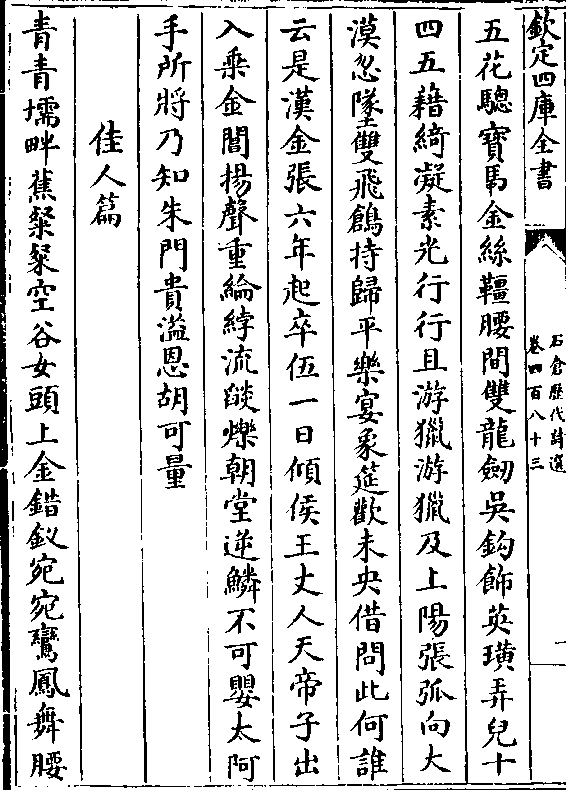 欽定四庫全書
石倉歷代詩選
卷四百八十三
五花驄寶馬金絲韁腰間雙龍劒吳鈎飾英璜弄兒十
四五藉綺凝素光行行且游獵游獵及上陽張弧向大
漠忽墜雙飛鶬持歸平樂宴象筵歡未央借問此何誰
云是漢金張六年起卒伍一日傾侯王丈人天帝子出
入乘金閶揚聲重綸綍流燄爍朝堂逆鱗不可嬰太阿
手所將乃知朱門貴溢恩胡可量
佳人篇
青青壖畔蕉粲粲空谷女頭上金錯釵宛宛鸞鳳舞腰